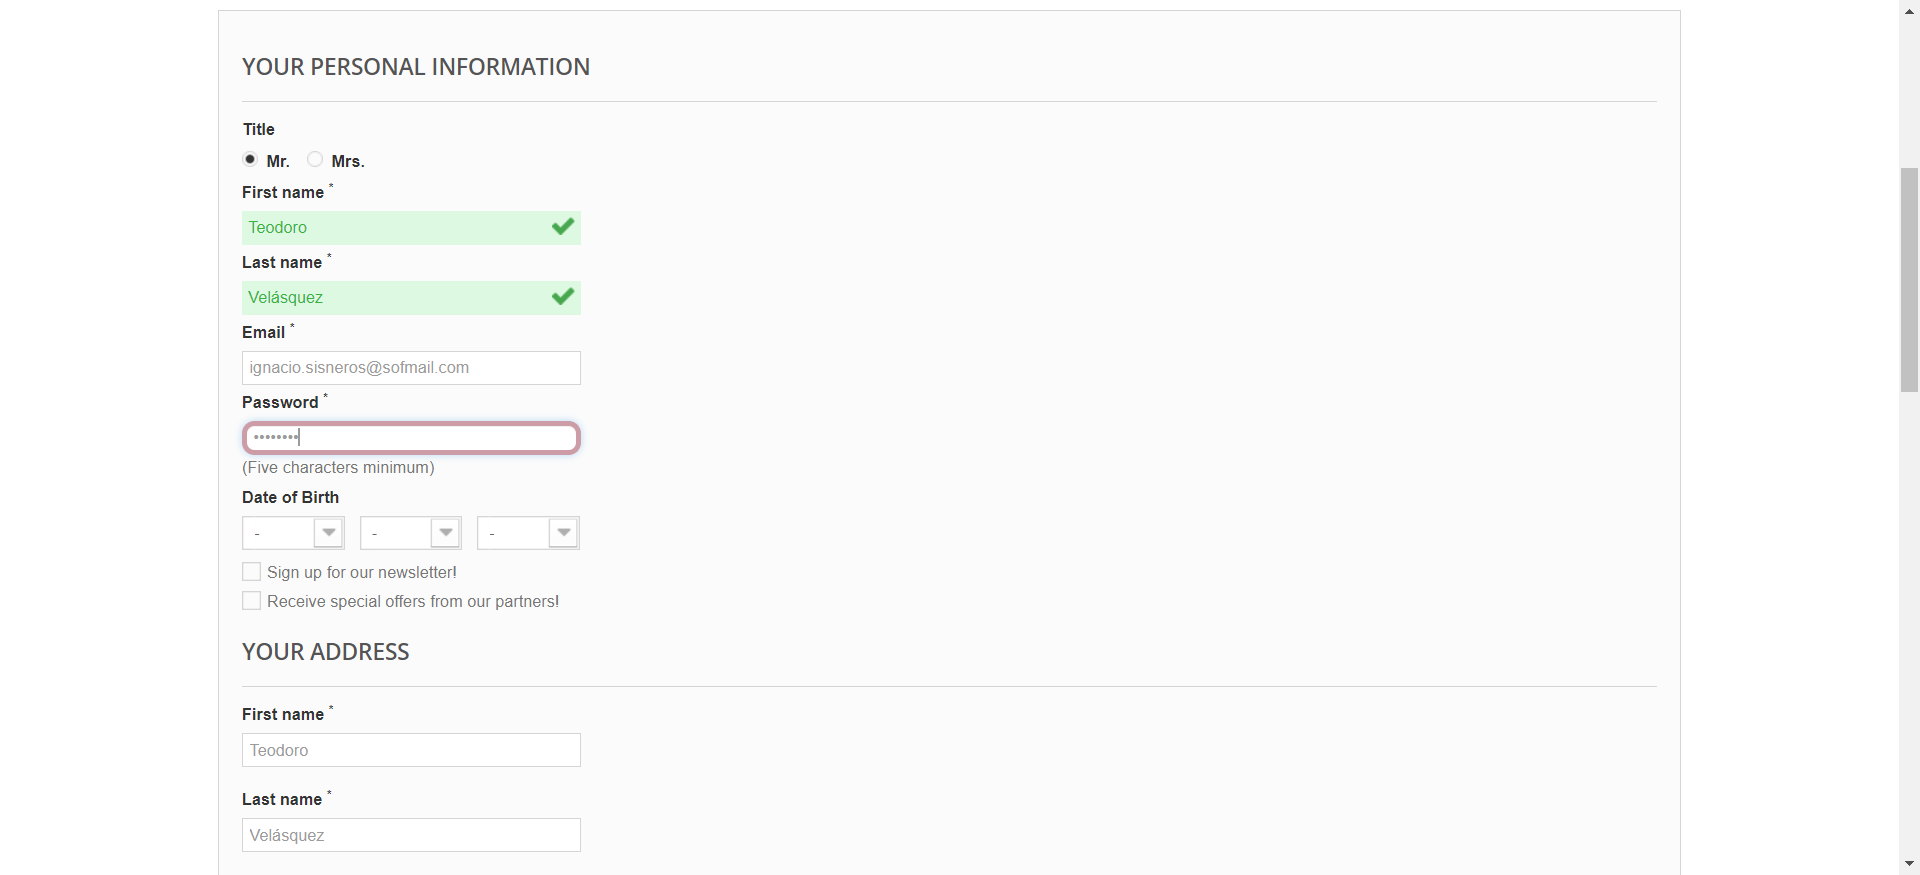 YOUR PERSONAL INFORMATION
Title
Mr. Mrs.
First name *
Teodoro
Last name *
Velásquez
Email *
ignacio.sisneros@sofmail.com
Password *
••••••••
(Five characters minimum)
Date of Birth
- - -
Sign up for our newsletter!
Receive special offers from our partners!
YOUR ADDRESS
First name *
Teodoro
Last name *
Velásquez